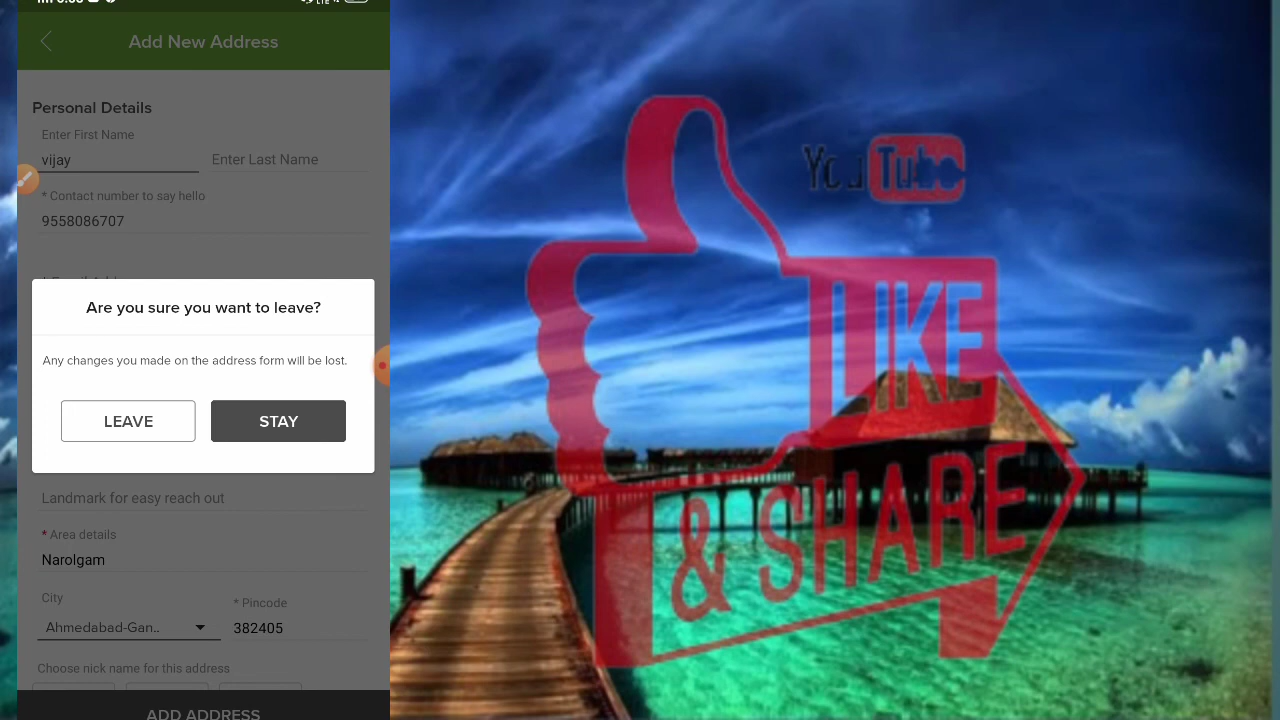 Add New Address
Personal Details
Enter First Name
vijay
Enter Last Name
* Contact number to say hello
9558086707
Are you sure you want to leave?
Any changes you made on the address form will be lost.
LEAVE
STAY
Landmark for easy reach out
* Area details
Narolgam
City
* Pincode
Ahmedabad-Gan..
382405
Choose nick name for this address
ADD ADDRESS
YouTube
LIKE
& SHARE